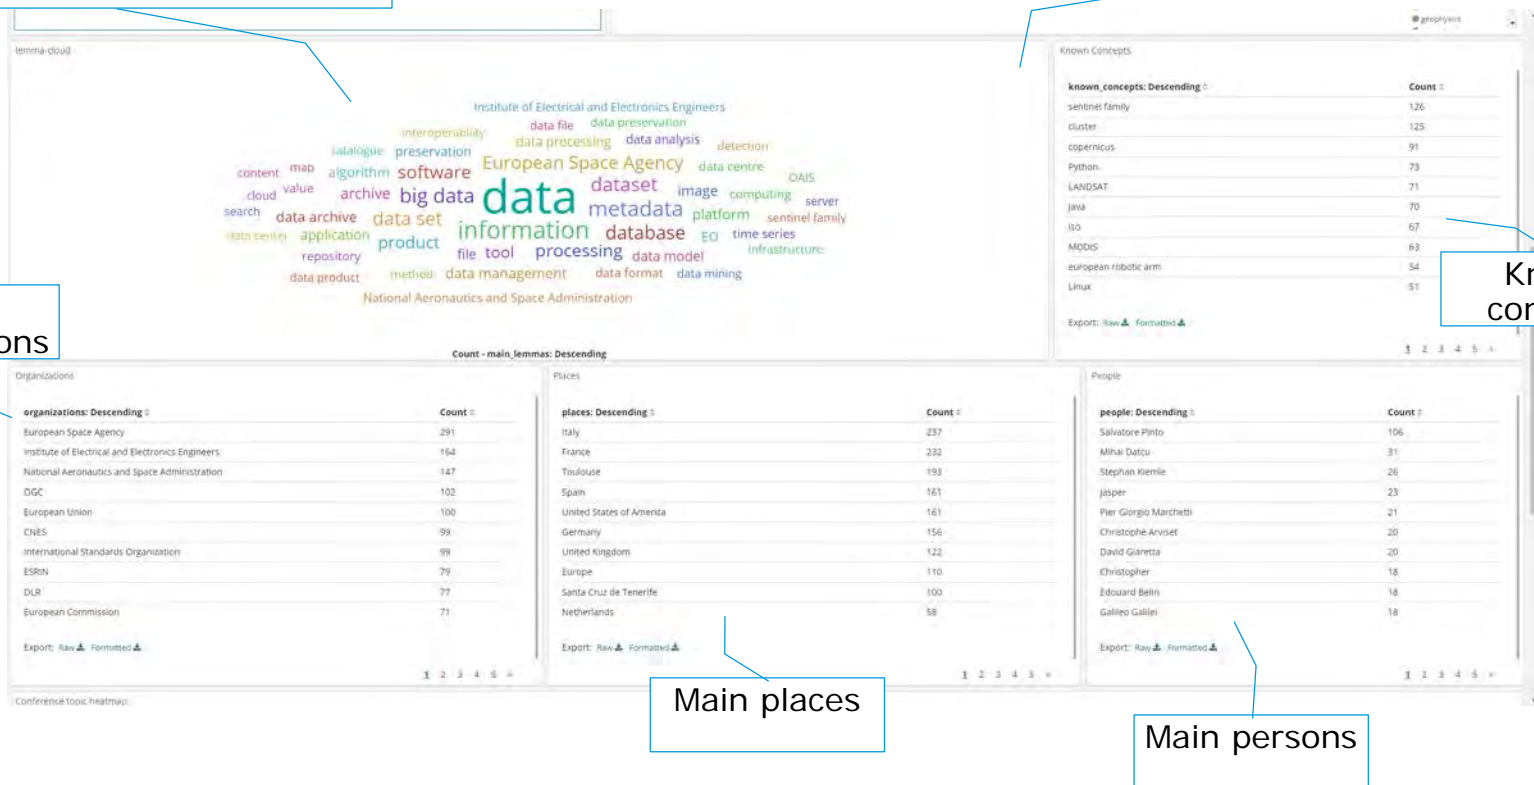 geophysics
lemma-cloud
Known Concepts
Institute of Electrical and Electronics Engineers
data file data preservation
interoperability data processing data analysis detection
catalogue preservation
European Space Agency data centre
content map algorithm software OAIS
cloud value archive big data data dataset image computing server
search data archive data set metadata platform sentinel family
data center application product information database EO time series
repository file tool processing data model infrastructure
data product method data management data format data mining
National Aeronautics and Space Administration
Count - main_lemmas: Descending
known_concepts: Descending Count
sentinel family 126
cluster 125
copernicus 91
Python 73
LANDSAT 71
java 70
iso 67
MODIS 63
european robotic arm 54
Linux 51
Export: Raw Formatted
1 2 3 4 5 »
Kn
con
ons
Organizations
organizations: Descending Count
European Space Agency 291
Institute of Electrical and Electronics Engineers 164
National Aeronautics and Space Administration 147
OGC 102
European Union 100
CNES 99
International Standards Organization 99
ESRIN 79
DLR 77
European Commission 71
Export: Raw Formatted
1 2 3 4 5 »
Places
places: Descending Count
Italy 237
France 232
Toulouse 193
Spain 161
United States of America 161
Germany 156
United Kingdom 122
Europe 110
Santa Cruz de Tenerife 100
Netherlands 58
Export: Raw Formatted
1 2 3 4 5 »
People
people: Descending Count
Salvatore Pinto 106
Mihai Datcu 31
Stephan Kiemle 26
Jasper 23
Pier Giorgio Marchetti 21
Christophe Arviset 20
David Giaretta 20
Christopher 18
Edouard Belin 18
Galileo Galilei 18
Export: Raw Formatted
1 2 3 4 5 »
Conference topic heatmap
Main places
Main persons